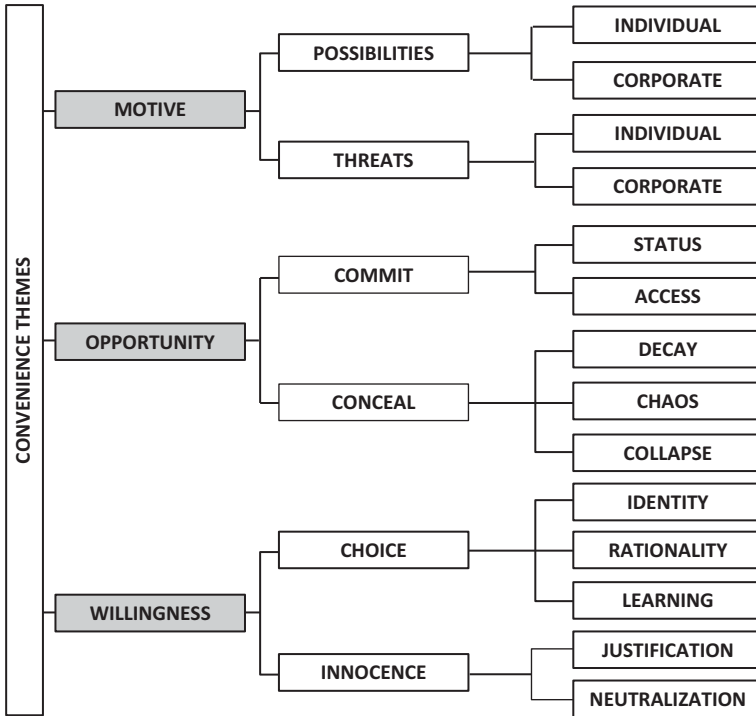 CONVENIENCE THEMES
MOTIVE
POSSIBILITIES
INDIVIDUAL
CORPORATE
THREATS
INDIVIDUAL
CORPORATE
OPPORTUNITY
COMMIT
STATUS
ACCESS
CONCEAL
DECAY
CHAOS
COLLAPSE
WILLINGNESS
CHOICE
IDENTITY
RATIONALITY
LEARNING
INNOCENCE
JUSTIFICATION
NEUTRALIZATION